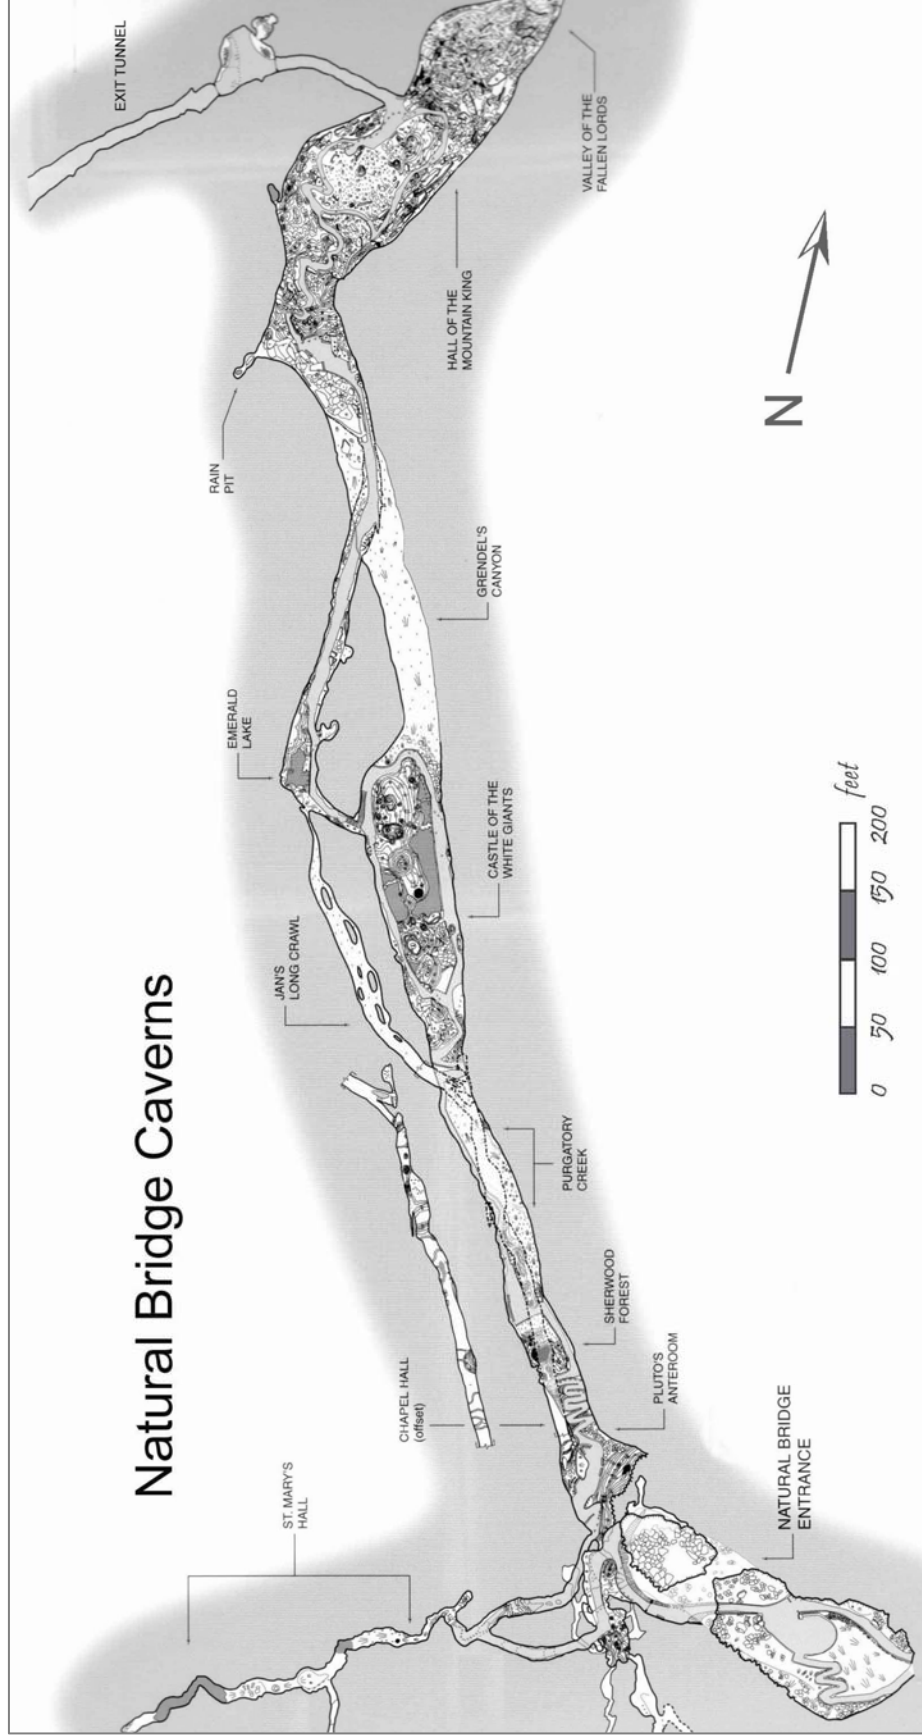 Natural Bridge Caverns
ST. MARY'S
HALL
CHAPEL HALL
(offset)
NATURAL BRIDGE
ENTRANCE
PLUTO'S
ANTEROOM
SHERWOOD
FOREST
PURGATORY
CREEK
JAN'S
LONG CRAWL
CASTLE OF THE
WHITE GIANTS
EMERALD
LAKE
GRENDEL'S
CANYON
RAIN
PIT
HALL OF THE
MOUNTAIN KING
VALLEY OF THE
FALLEN LORDS
EXIT TUNNEL
N
0 50 100 150 200 feet